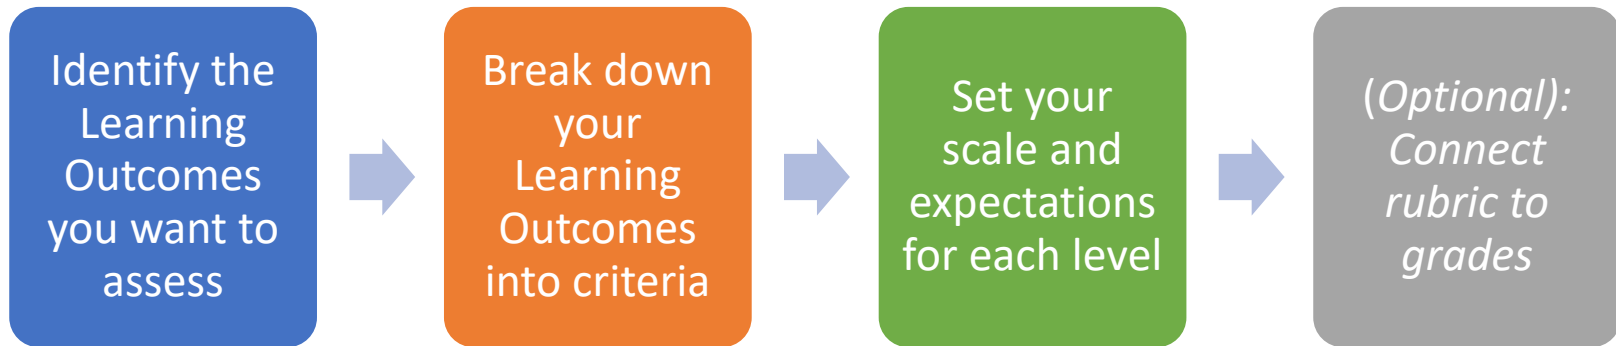 Identify the
Learning
Outcomes
you want to
assess
Break down
your
Learning
Outcomes
into criteria
Set your
scale and
expectations
for each level
(Optional):
Connect
rubric to
grades